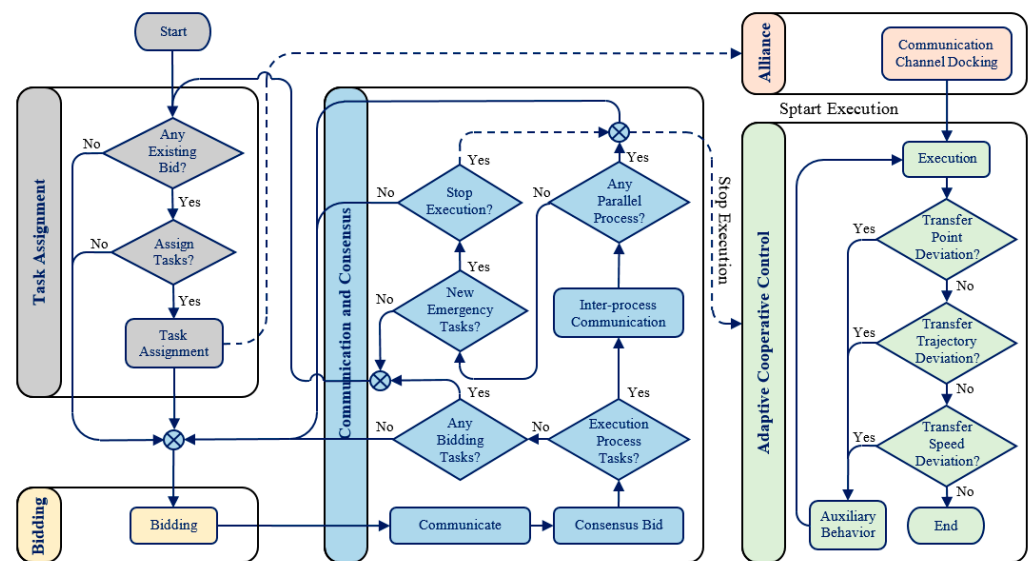 Start
Task Assignment
Any
Existing
Bid?
No
Yes
Assign
Tasks?
No
Yes
Task
Assignment
Bidding
Bidding
Communication and Consensus
Stop
Execution?
No
Yes
Any
Parallel
Process?
No
Yes
New
Emergency
Tasks?
No
Yes
Inter-process
Communication
Any
Bidding
Tasks?
No
Yes
Execution
Process
Tasks?
No
Yes
Communicate
Consensus Bid
Stop Execution
Alliance
Communication
Channel Docking
Sptart Execution
Adaptive Cooperative Control
Execution
Transfer
Point
Deviation?
Yes
No
Transfer
Trajectory
Deviation?
Yes
No
Transfer
Speed
Deviation?
Yes
No
Auxiliary
Behavior
End